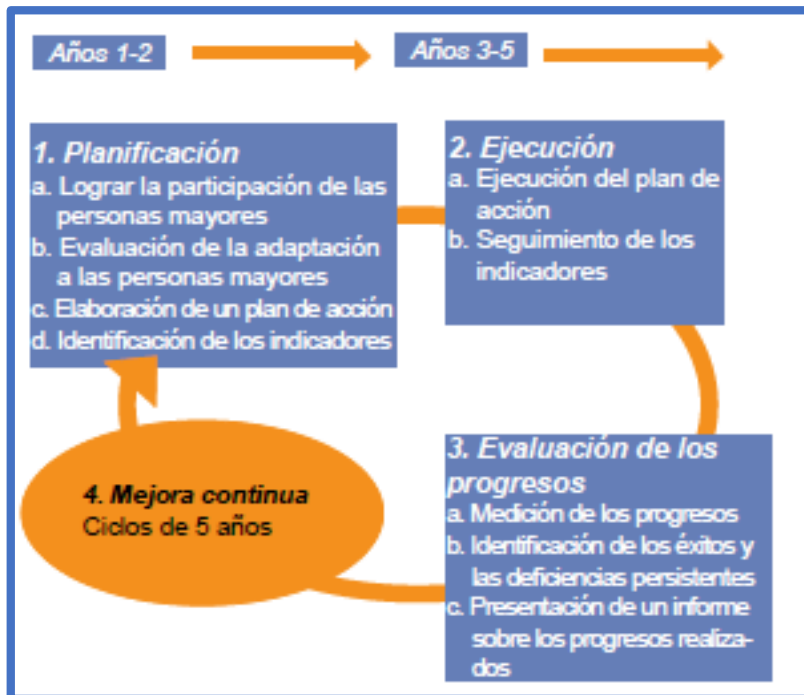 Años 1-2
Años 3-5
1. Planificación
a. Lograr la participación de las
personas mayores
b. Evaluación de la adaptación
a las personas mayores
c. Elaboración de un plan de acción
d. Identificación de los indicadores
2. Ejecución
a. Ejecución del plan de
acción
b. Seguimiento de los
indicadores
3. Evaluación de los
progresos
a. Medición de los progresos
b. Identificación de los éxitos y
las deficiencias persistentes
c. Presentación de un informe
sobre los progresos realiza-
dos
4. Mejora continua
Ciclos de 5 años